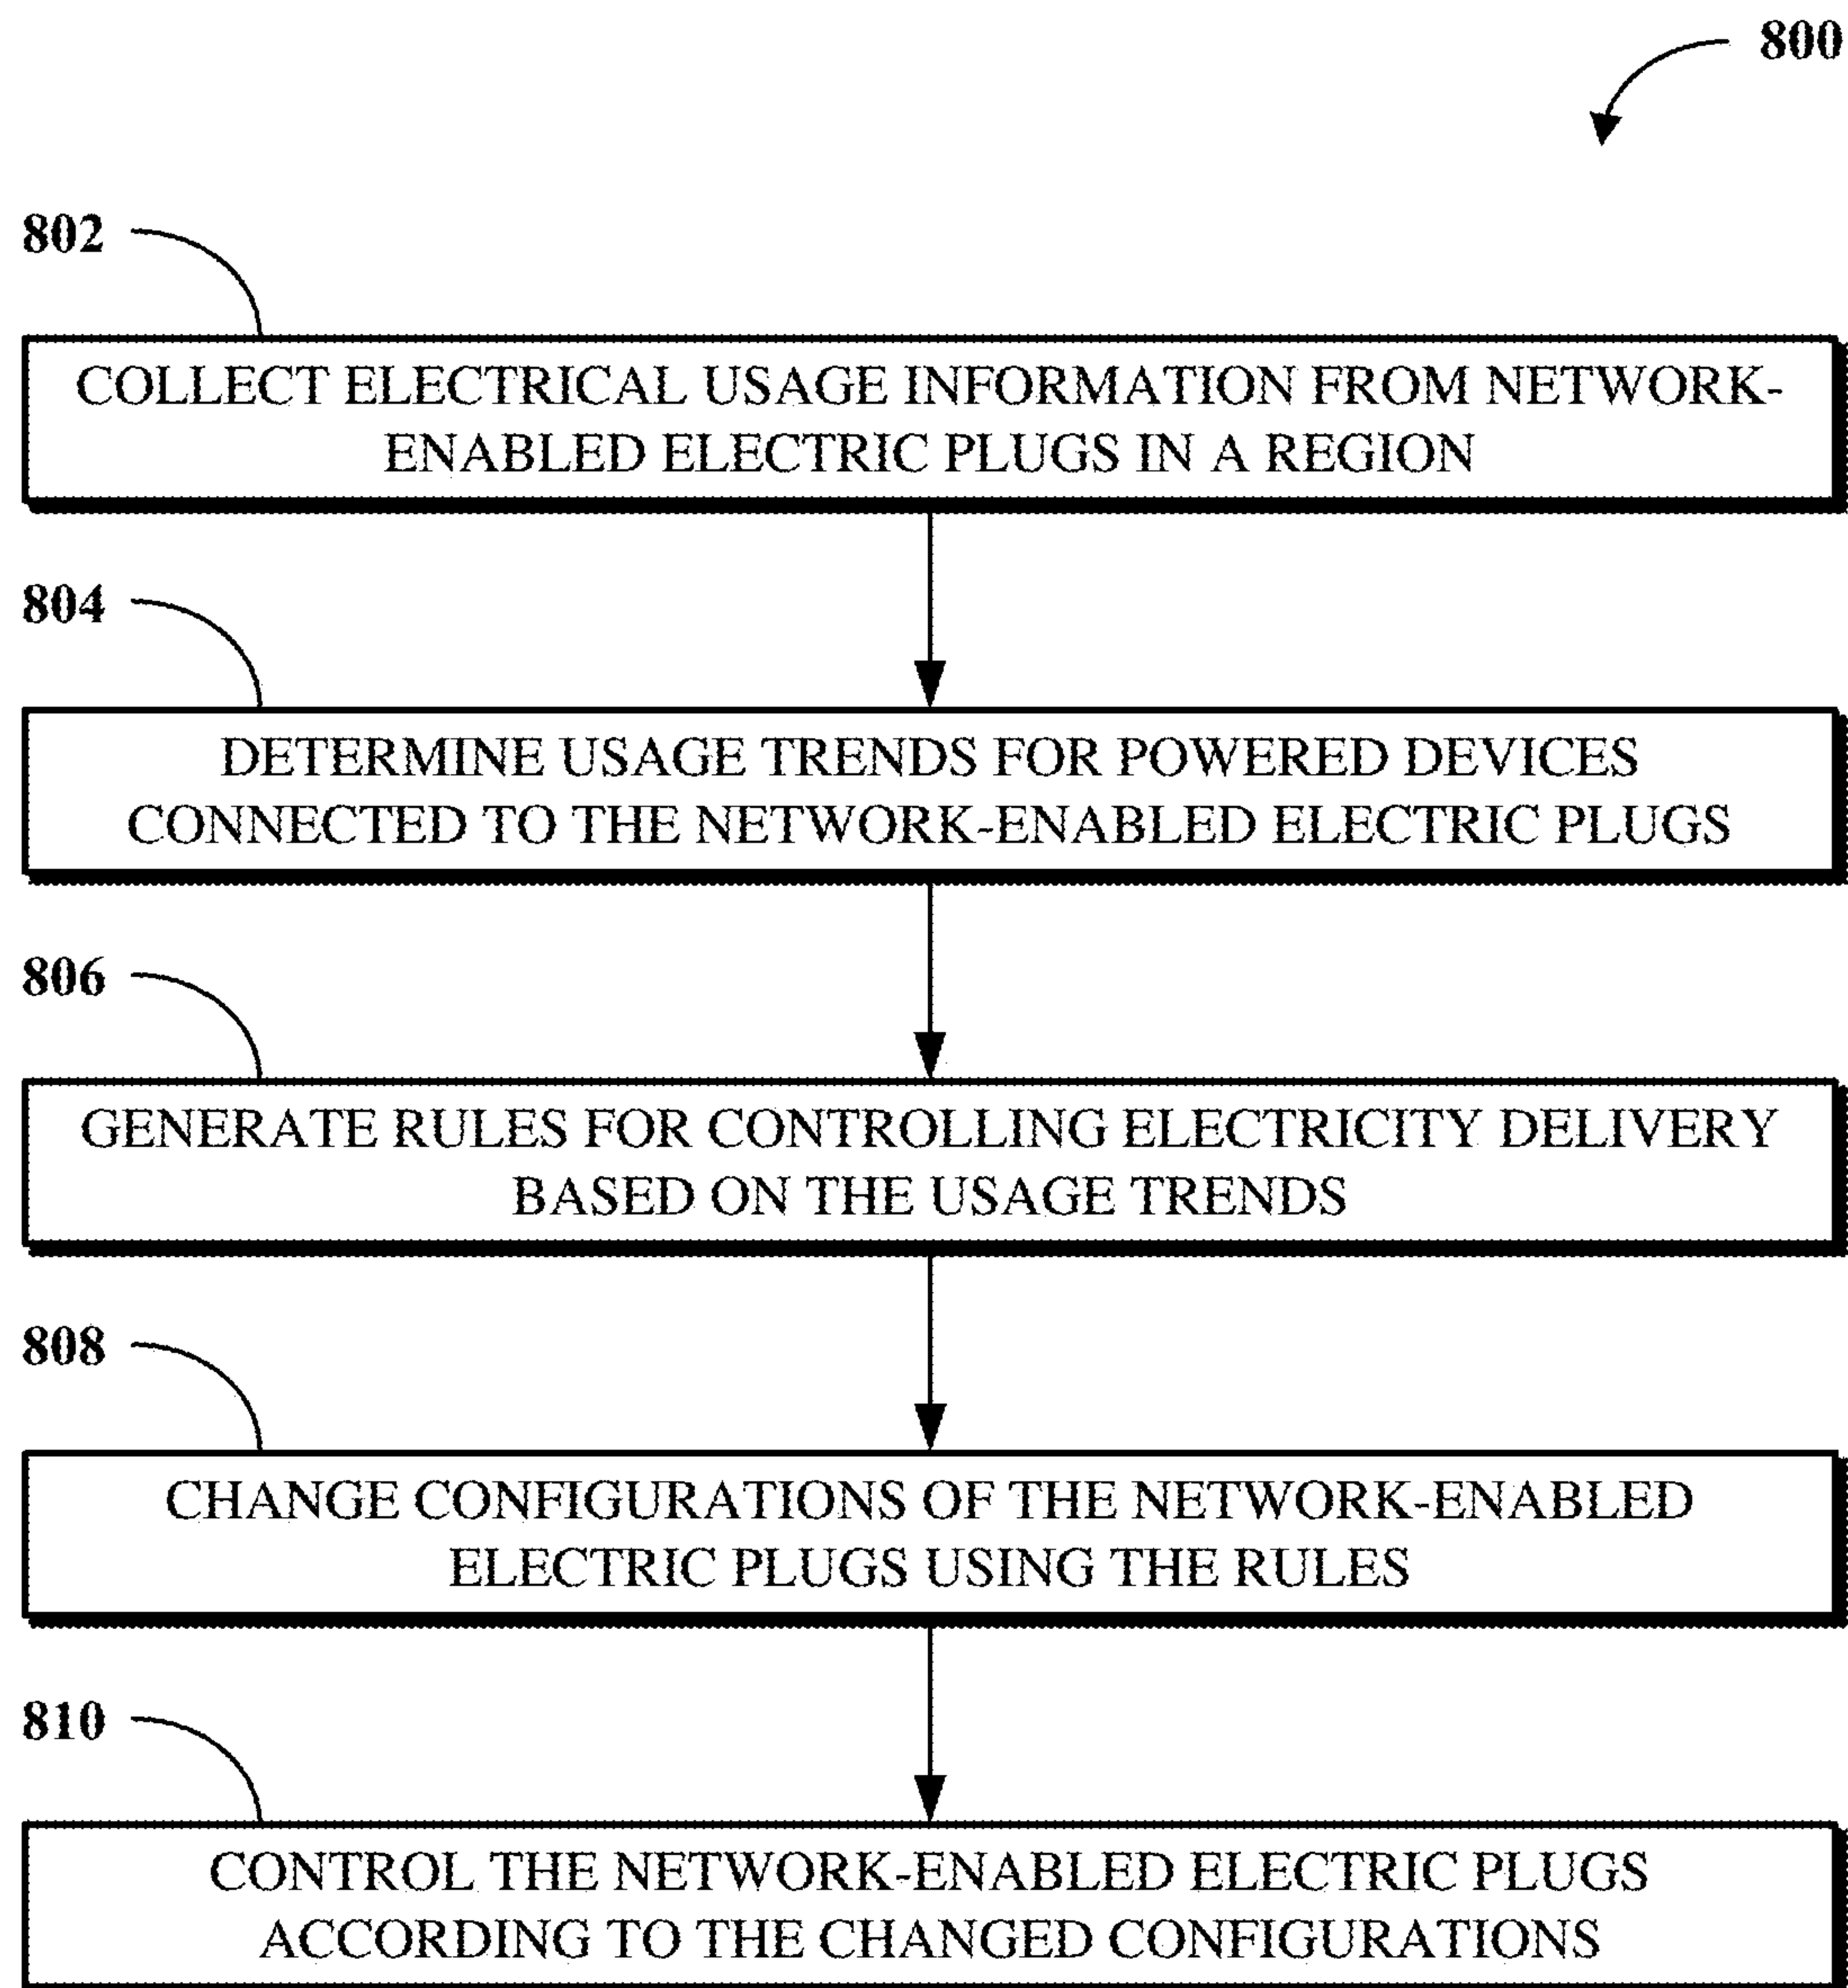 800
802
COLLECT ELECTRICAL USAGE INFORMATION FROM NETWORK-
ENABLED ELECTRIC PLUGS IN A REGION
804
DETERMINE USAGE TRENDS FOR POWERED DEVICES
CONNECTED TO THE NETWORK-ENABLED ELECTRIC PLUGS
806
GENERATE RULES FOR CONTROLLING ELECTRICITY DELIVERY
BASED ON THE USAGE TRENDS
808
CHANGE CONFIGURATIONS OF THE NETWORK-ENABLED
ELECTRIC PLUGS USING THE RULES
810
CONTROL THE NETWORK-ENABLED ELECTRIC PLUGS
ACCORDING TO THE CHANGED CONFIGURATIONS